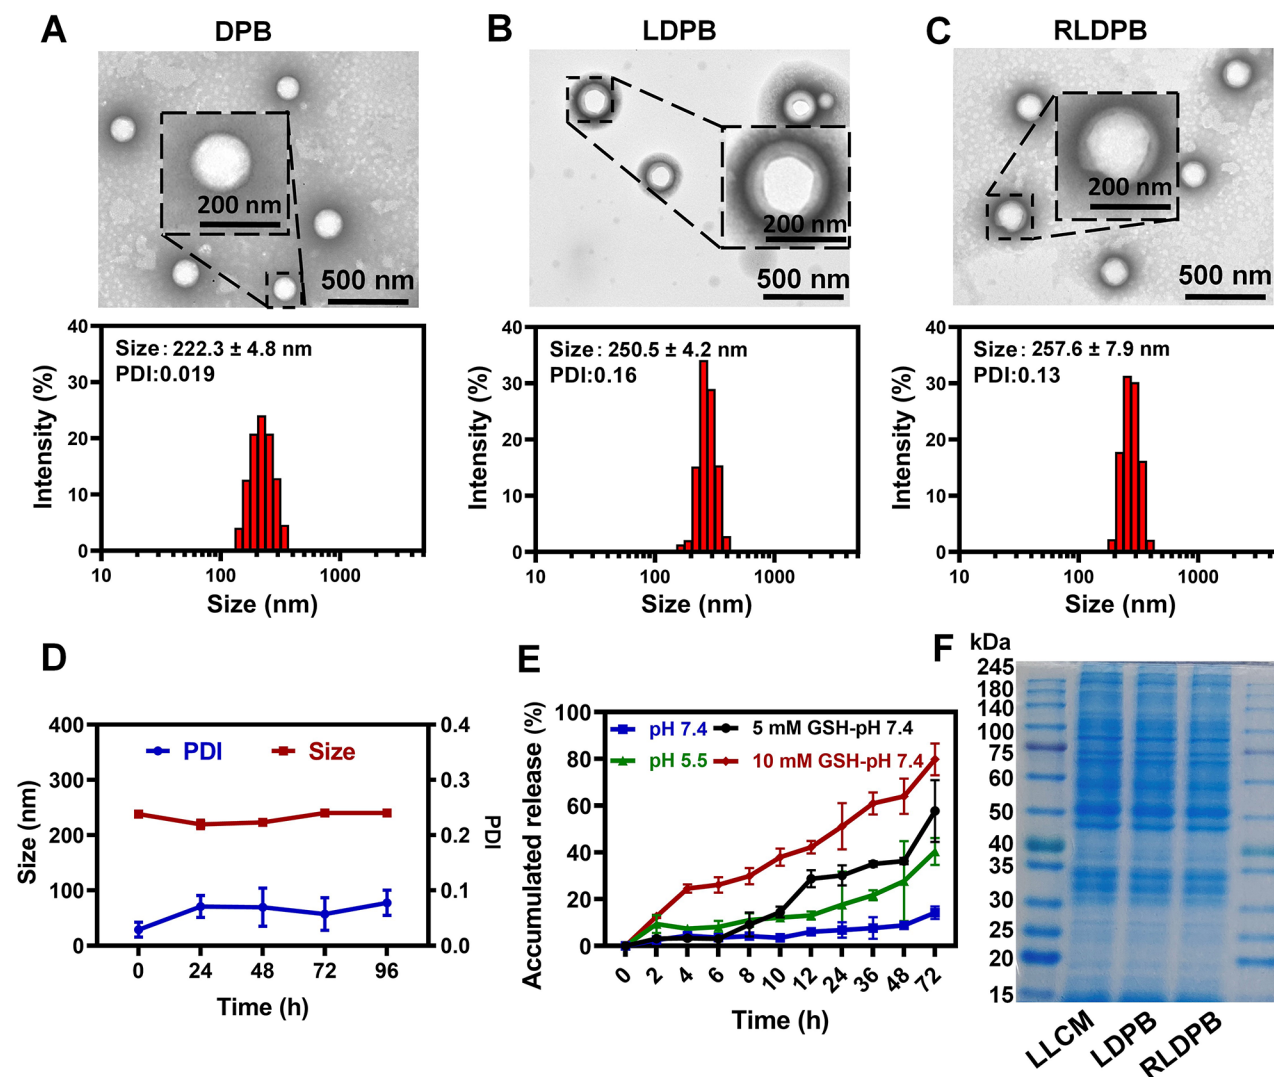 A DPB
200 nm
500 nm
40
30
20
10
0
Size: 222.3 ± 4.8 nm
PDI:0.019
Intensity (%)
10 100 1000
Size (nm)
B LDPB
200 nm
500 nm
40
30
20
10
0
Size: 250.5 ± 4.2 nm
PDI:0.16
Intensity (%)
10 100 1000
Size (nm)
C RLDPB
200 nm
500 nm
40
30
20
10
0
Size: 257.6 ± 7.9 nm
PDI:0.13
Intensity (%)
10 100 1000
Size (nm)
D
400
300
200
100
0
Size (nm)
PDI Size
0.4
0.3
0.2
0.1
0.0
PDI
0 24 48 72 96
Time (h)
E
100
80
60
40
20
0
Accumulated release (%)
pH 7.4 5 mM GSH-pH 7.4
pH 5.5 10 mM GSH-pH 7.4
0 2 4 6 8 10 12 24 36 48 72
Time (h)
F kDa
245
180
140
100
75
60
50
40
35
30
25
20
15
LLCM LDPB RLDPB